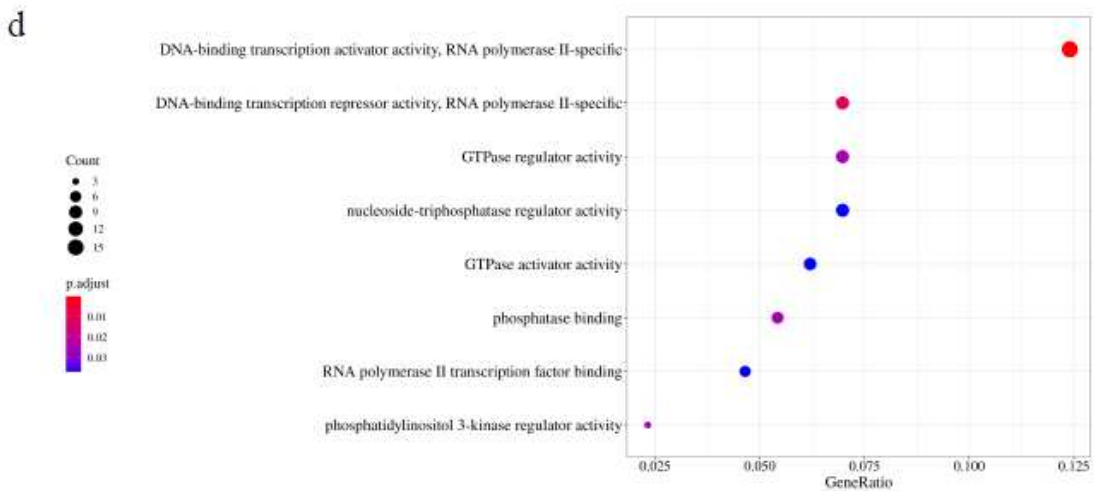 d
DNA-binding transcription activator activity, RNA polymerase II-specific
DNA-binding transcription repressor activity, RNA polymerase II-specific
GTPase regulator activity
nucleoside-triphosphatase regulator activity
GTPase activator activity
phosphatase binding
RNA polymerase II transcription factor binding
phosphatidylinositol 3-kinase regulator activity
Count
3
6
9
12
15
p.adjust
0.01
0.02
0.03
0.025 0.050 0.075 0.100 0.125
GeneRatio